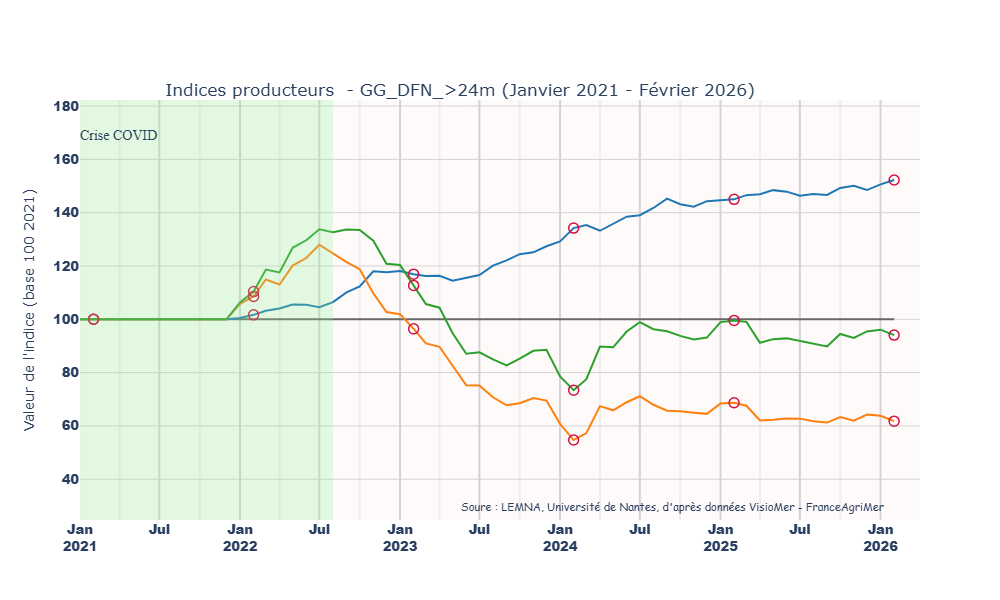 Indices producteurs - GG_DFN_>24m (Janvier 2021 - Février 2026)
180
Crise COVID
160
140
120
100
80
60
40
Valeur de l'indice (base 100 2021)
Soure : LEMNA, Université de Nantes, d'après données VisioMer - FranceAgriMer
Jan Jul Jan Jul Jan Jul Jan Jul Jan Jul Jan
2021 2022 2023 2024 2025 2026